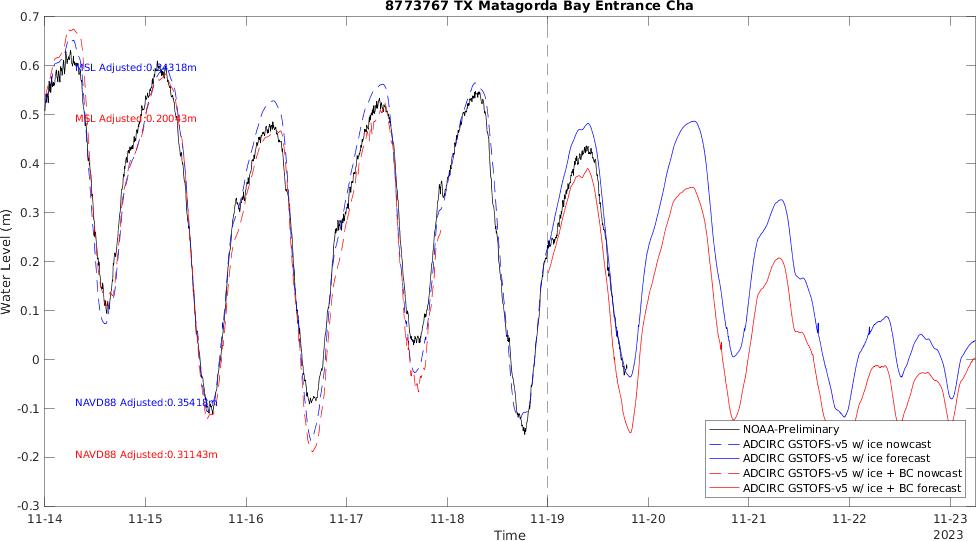 8773767 TX Matagorda Bay Entrance Cha
0.7
0.6
0.5
0.4
0.3
0.2
0.1
0
-0.1
-0.2
-0.3
Water Level (m)
MSL Adjusted:0.34318m
MSL Adjusted:0.20043m
NAVD88 Adjusted:0.35418m
NAVD88 Adjusted:0.31143m
NOAA-Preliminary
ADCIRC GSTOFS-v5 w/ ice nowcast
ADCIRC GSTOFS-v5 w/ ice forecast
ADCIRC GSTOFS-v5 w/ ice + BC nowcast
ADCIRC GSTOFS-v5 w/ ice + BC forecast
11-14 11-15 11-16 11-17 11-18 11-19 11-20 11-21 11-22 11-23
Time
2023